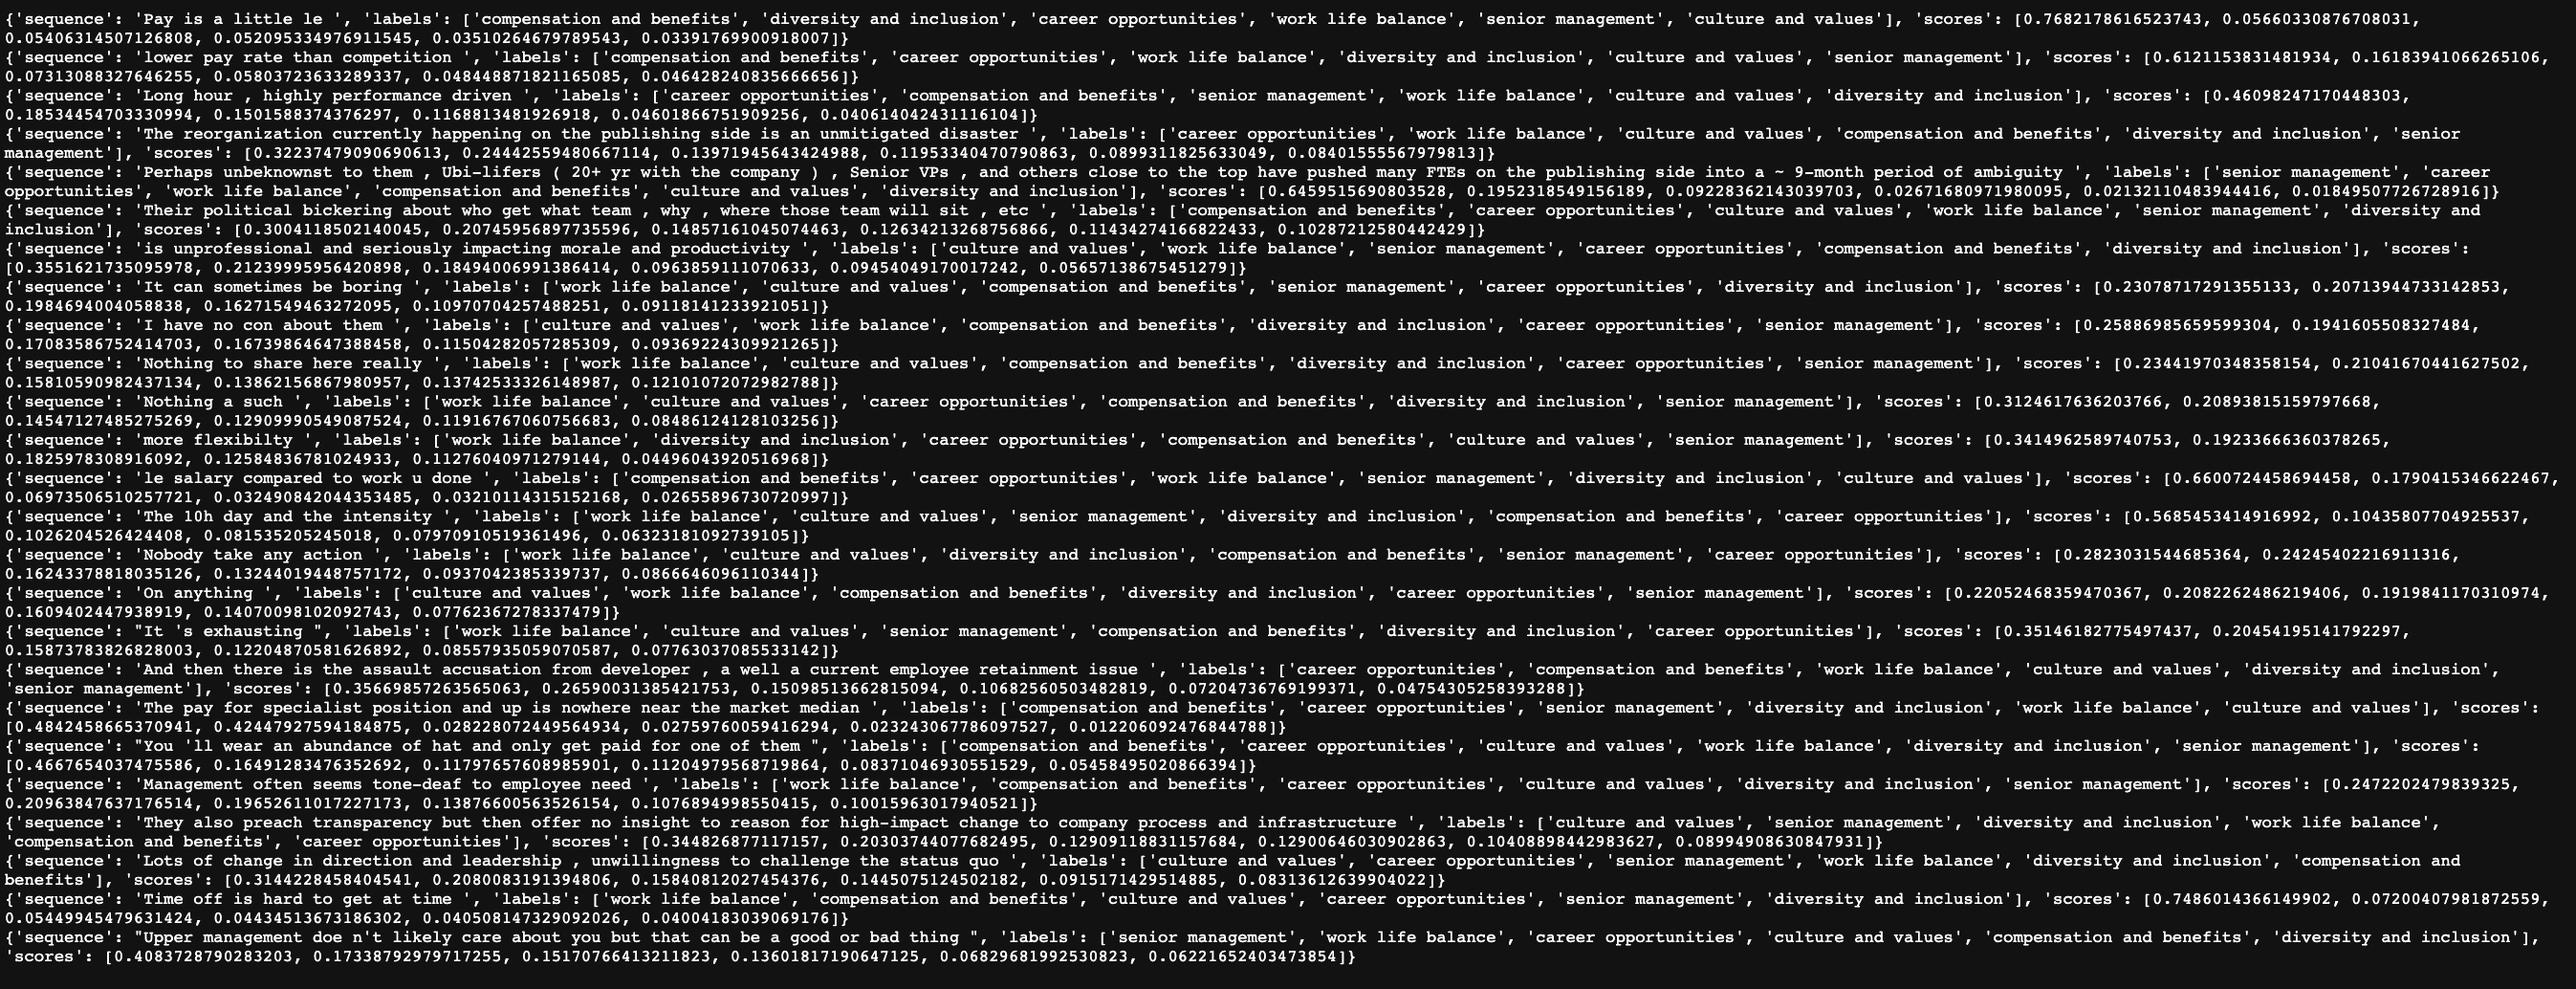 {'sequence': 'Pay is a little le ', 'labels': ['compensation and benefits', 'diversity and inclusion', 'career opportunities', 'work life balance', 'senior management', 'culture and values'], 'scores': [0.7682178616523743, 0.05660330876708031,
0.05406314507126808, 0.052095334976911545, 0.03510264679789543, 0.03391769900918007]}
{'sequence': 'lower pay rate than competition ', 'labels': ['compensation and benefits', 'career opportunities', 'work life balance', 'diversity and inclusion', 'culture and values', 'senior management'], 'scores': [0.6121153831481934, 0.16183941066265106,
0.07313088327646255, 0.05803723633289337, 0.048448871821165085, 0.046428240835666656]}
{'sequence': 'Long hour , highly performance driven ', 'labels': ['career opportunities', 'compensation and benefits', 'senior management', 'work life balance', 'culture and values', 'diversity and inclusion'], 'scores': [0.46098247170448303,
0.18534454703330994, 0.1501588374376297, 0.1168813481926918, 0.04601866751909256, 0.040614042431116104]}
{'sequence': 'The reorganization currently happening on the publishing side is an unmitigated disaster ', 'labels': ['career opportunities', 'work life balance', 'culture and values', 'compensation and benefits', 'diversity and inclusion', 'senior
management'], 'scores': [0.32237479090690613, 0.24442559480667114, 0.13971945643424988, 0.11953340470790863, 0.0899311825633049, 0.08401555567979813]}
{'sequence': 'Perhaps unbeknownst to them , Ubi-lifers ( 20+ yr with the company ) , Senior VPs , and others close to the top have pushed many FTEs on the publishing side into a ~ 9-month period of ambiguity ', 'labels': ['senior management', 'career
opportunities', 'work life balance', 'compensation and benefits', 'culture and values', 'diversity and inclusion'], 'scores': [0.6459515690803528, 0.1952318549156189, 0.09228362143039703, 0.02671680971980095, 0.02132110483944416, 0.01849507726728916]}
{'sequence': 'Their political bickering about who get what team , why , where those team will sit , etc ', 'labels': ['compensation and benefits', 'career opportunities', 'culture and values', 'work life balance', 'senior management', 'diversity and
inclusion'], 'scores': [0.3004118502140045, 0.20745956897735596, 0.14857161045074463, 0.12634213268756866, 0.11434274166822433, 0.10287212580442429]}
{'sequence': 'is unprofessional and seriously impacting morale and productivity ', 'labels': ['culture and values', 'work life balance', 'senior management', 'career opportunities', 'compensation and benefits', 'diversity and inclusion'], 'scores':
[0.3551621735095978, 0.21239995956420898, 0.18494006991386414, 0.0963859111070633, 0.09454049170017242, 0.05657138675451279]}
{'sequence': 'It can sometimes be boring ', 'labels': ['work life balance', 'culture and values', 'compensation and benefits', 'senior management', 'career opportunities', 'diversity and inclusion'], 'scores': [0.23078717291355133, 0.20713944733142853,
0.1984694004058838, 0.16271549463272095, 0.10970704257488251, 0.09118141233921051]}
{'sequence': 'I have no con about them ', 'labels': ['culture and values', 'work life balance', 'compensation and benefits', 'diversity and inclusion', 'career opportunities', 'senior management'], 'scores': [0.25886985659599304, 0.1941605508327484,
0.17083586752414703, 0.16739864647388458, 0.11504282057285309, 0.09369224309921265]}
{'sequence': 'Nothing to share here really ', 'labels': ['work life balance', 'culture and values', 'compensation and benefits', 'diversity and inclusion', 'career opportunities', 'senior management'], 'scores': [0.23441970348358154, 0.21041670441627502,
0.15810590982437134, 0.13862156867980957, 0.13742533326148987, 0.12101072072982788]}
{'sequence': 'Nothing a such ', 'labels': ['work life balance', 'culture and values', 'career opportunities', 'compensation and benefits', 'diversity and inclusion', 'senior management'], 'scores': [0.3124617636203766, 0.20893815159797668,
0.14547127485275269, 0.12909990549087524, 0.11916767060756683, 0.08486124128103256]}
{'sequence': 'more flexibilty ', 'labels': ['work life balance', 'diversity and inclusion', 'career opportunities', 'compensation and benefits', 'culture and values', 'senior management'], 'scores': [0.3414962589740753, 0.19233666360378265,
0.1825978308916092, 0.12584836781024933, 0.11276040971279144, 0.04496043920516968]}
{'sequence': 'le salary compared to work u done ', 'labels': ['compensation and benefits', 'career opportunities', 'work life balance', 'senior management', 'diversity and inclusion', 'culture and values'], 'scores': [0.6600724458694458, 0.1790415346622467,
0.06973506510257721, 0.032490842044353485, 0.03210114315152168, 0.02655896730720997]}
{'sequence': 'The 10h day and the intensity ', 'labels': ['work life balance', 'culture and values', 'senior management', 'diversity and inclusion', 'compensation and benefits', 'career opportunities'], 'scores': [0.5685453414916992, 0.10435807704925537,
0.1026204526424408, 0.081535205245018, 0.07970910519361496, 0.06323181092739105]}
{'sequence': 'Nobody take any action ', 'labels': ['work life balance', 'culture and values', 'diversity and inclusion', 'compensation and benefits', 'senior management', 'career opportunities'], 'scores': [0.2823031544685364, 0.24245402216911316,
0.16243378818035126, 0.13244019448757172, 0.0937042385339737, 0.0866646096110344]}
{'sequence': 'On anything ', 'labels': ['culture and values', 'work life balance', 'compensation and benefits', 'diversity and inclusion', 'career opportunities', 'senior management'], 'scores': [0.22052468359470367, 0.2082262486219406, 0.1919841170310974,
0.1609402447938919, 0.14070098102092743, 0.07762367278337479]}
{'sequence': "It 's exhausting ", 'labels': ['work life balance', 'culture and values', 'senior management', 'compensation and benefits', 'diversity and inclusion', 'career opportunities'], 'scores': [0.35146182775497437, 0.20454195141792297,
0.15873783826828003, 0.12204870581626892, 0.08557935059070587, 0.07763037085533142]}
{'sequence': 'And then there is the assault accusation from developer , a well a current employee retainment issue ', 'labels': ['career opportunities', 'compensation and benefits', 'work life balance', 'culture and values', 'diversity and inclusion',
'senior management'], 'scores': [0.35669857263565063, 0.26590031385421753, 0.15098513662815094, 0.10682560503482819, 0.07204736769199371, 0.04754305258393288]}
{'sequence': 'The pay for specialist position and up is nowhere near the market median ', 'labels': ['compensation and benefits', 'career opportunities', 'senior management', 'diversity and inclusion', 'work life balance', 'culture and values'], 'scores':
[0.4842458665370941, 0.42447927594184875, 0.028228072449564934, 0.02759760059416294, 0.023243067786097527, 0.012206092476844788]}
{'sequence': "You 'll wear an abundance of hat and only get paid for one of them ", 'labels': ['compensation and benefits', 'career opportunities', 'culture and values', 'work life balance', 'diversity and inclusion', 'senior management'], 'scores':
[0.4667654037475586, 0.16491283476352692, 0.11797657608985901, 0.11204979568719864, 0.08371046930551529, 0.05458495020866394]}
{'sequence': 'Management often seems tone-deaf to employee need ', 'labels': ['work life balance', 'compensation and benefits', 'career opportunities', 'culture and values', 'diversity and inclusion', 'senior management'], 'scores': [0.2472202479839325,
0.20963847637176514, 0.19652611017227173, 0.13876600563526154, 0.1076894998550415, 0.10015963017940521]}
{'sequence': 'They also preach transparency but then offer no insight to reason for high-impact change to company process and infrastructure ', 'labels': ['culture and values', 'senior management', 'diversity and inclusion', 'work life balance',
'compensation and benefits', 'career opportunities'], 'scores': [0.344826877117157, 0.20303744077682495, 0.12909118831157684, 0.12900646030902863, 0.10408898442983627, 0.08994908630847931]}
{'sequence': 'Lots of change in direction and leadership , unwillingness to challenge the status quo ', 'labels': ['culture and values', 'career opportunities', 'senior management', 'work life balance', 'diversity and inclusion', 'compensation and
benefits'], 'scores': [0.3144228458404541, 0.2080083191394806, 0.15840812027454376, 0.1445075124502182, 0.0915171429514885, 0.08313612639904022]}
{'sequence': 'Time off is hard to get at time ', 'labels': ['work life balance', 'compensation and benefits', 'culture and values', 'career opportunities', 'senior management', 'diversity and inclusion'], 'scores': [0.7486014366149902, 0.07200407981872559,
0.05449945479631424, 0.04434513673186302, 0.040508147329092026, 0.04004183039069176]}
{'sequence': "Upper management doe n't likely care about you but that can be a good or bad thing ", 'labels': ['senior management', 'work life balance', 'career opportunities', 'culture and values', 'compensation and benefits', 'diversity and inclusion'],
'scores': [0.4083728790283203, 0.17338792979717255, 0.15170766413211823, 0.13601817190647125, 0.06829681992530823, 0.06221652403473854]}